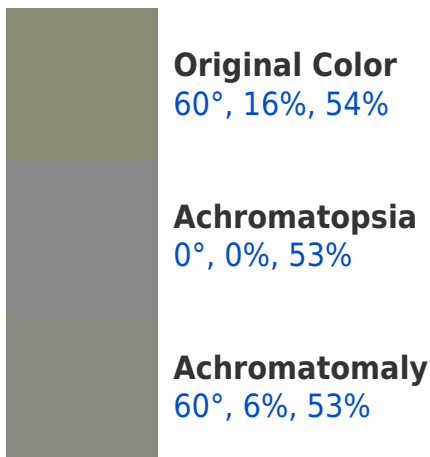 Original Color
60°, 16%, 54%
Achromatopsia
0°, 0%, 53%
Achromatomaly
60°, 6%, 53%